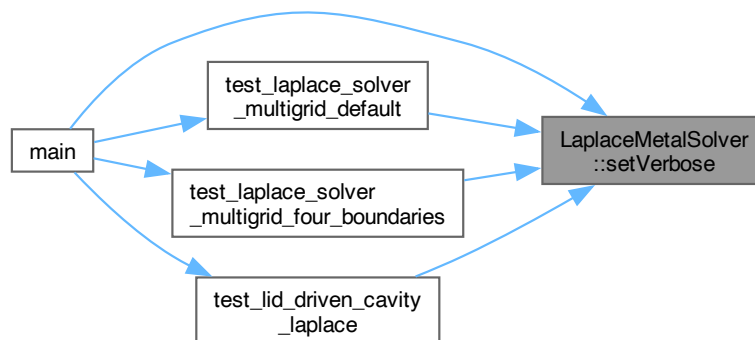 main
test_laplace_solver
_multigrid_default
test_laplace_solver
_multigrid_four_boundaries
test_lid_driven_cavity
_laplace
LaplaceMetalSolver
::setVerbose